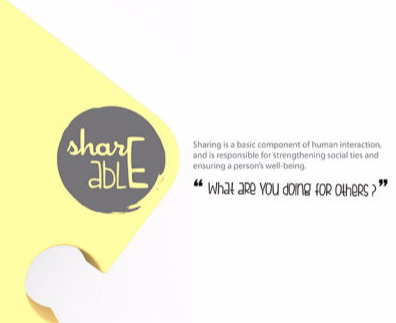 sharE
abLE
Sharing is a basic component of human interaction,
and is responsible for strengthening social ties and
ensuring a person's well-being.
“ What aRe YOU doing foR OtheRs ? ”